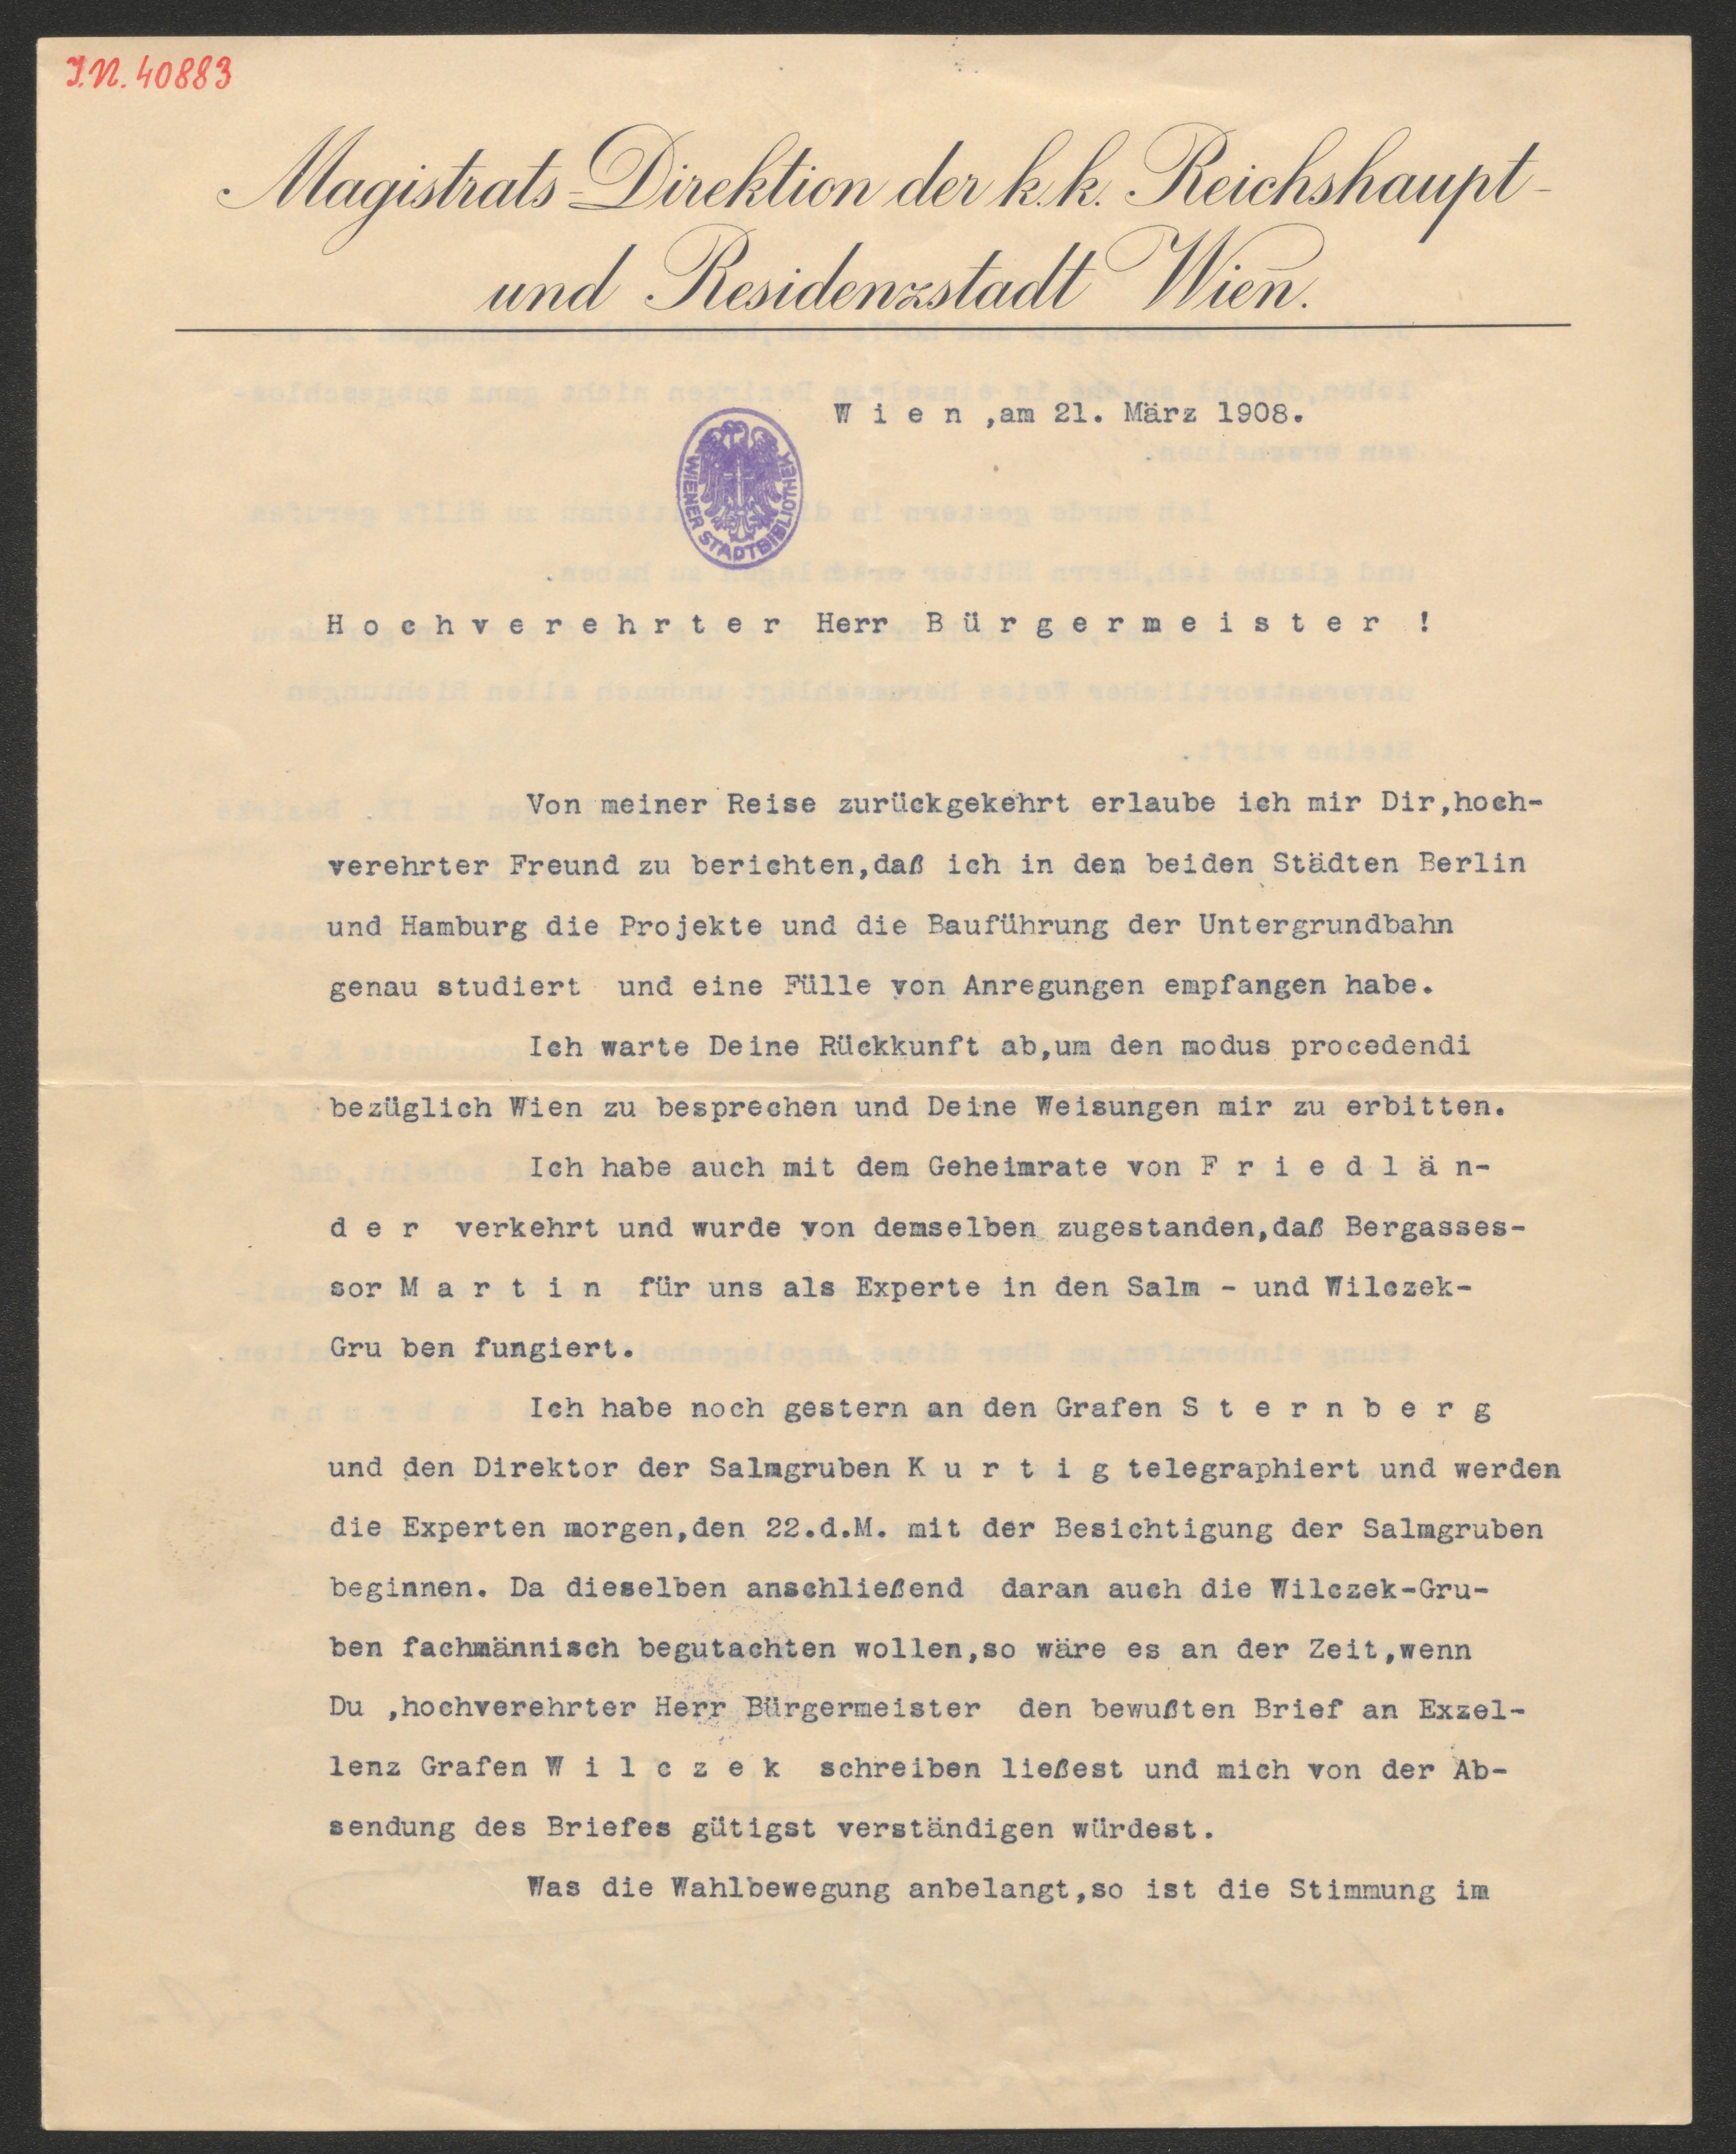 I.N. 40883
Magistrats-Direktion der k.k. Reichshaupt-
und Residenzstadt Wien.
W i e n ,am 21. März 1908.
WIENER STADTBIBLIOTHEK
H o c h v e r e h r t e r Herr B ü r g e r m e i s t e r !
Von meiner Reise zurückgekehrt erlaube ich mir Dir,hoch-
verehrter Freund zu berichten,daß ich in den beiden Städten Berlin
und Hamburg die Projekte und die Bauführung der Untergrundbahn
genau studiert und eine Fülle von Anregungen empfangen habe.
Ich warte Deine Rückkunft ab,um den modus procedendi
bezüglich Wien zu besprechen und Deine Weisungen mir zu erbitten.
Ich habe auch mit dem Geheimrate von F r i e d l ä n-
d e r verkehrt und wurde von demselben zugestanden,daß Bergasses-
sor M a r t i n für uns als Experte in den Salm - und Wilczek-
Gru ben fungiert.
Ich habe noch gestern an den Grafen S t e r n b e r g
und den Direktor der Salmgruben K u r t i g telegraphiert und werden
die Experten morgen,den 22.d.M. mit der Besichtigung der Salmgruben
beginnen. Da dieselben anschließend daran auch die Wilczek-Gru-
ben fachmännisch begutachten wollen,so wäre es an der Zeit,wenn
Du ,hochverehrter Herr Bürgermeister den bewußten Brief an Exzel-
lenz Grafen W i l c z e k schreiben ließest und mich von der Ab-
sendung des Briefes gütigst verständigen würdest.
Was die Wahlbewegung anbelangt,so ist die Stimmung im